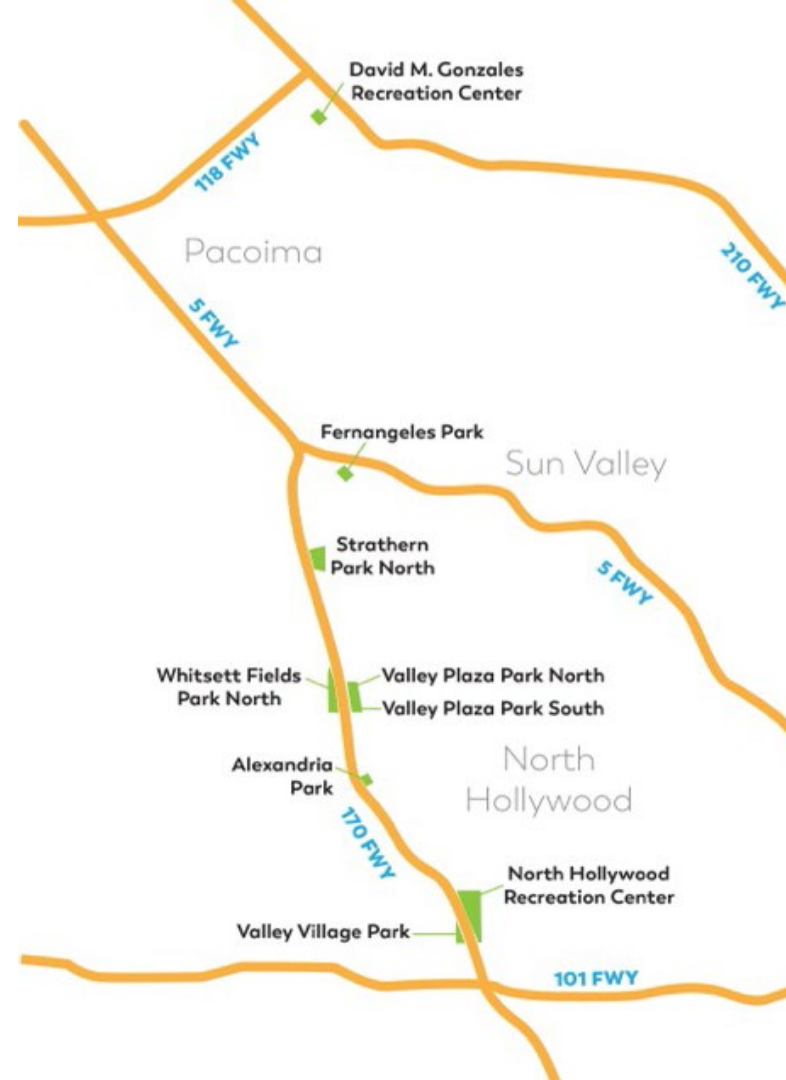 David M. Gonzales
Recreation Center
118 FWY
Pacoima
210 FWY
5 FWY
Fernangeles Park
Sun Valley
Strathern
Park North
5 FWY
Whitsett Fields
Park North
Valley Plaza Park North
Valley Plaza Park South
Alexandria
Park
North
Hollywood
170 FWY
North Hollywood
Recreation Center
Valley Village Park
101 FWY